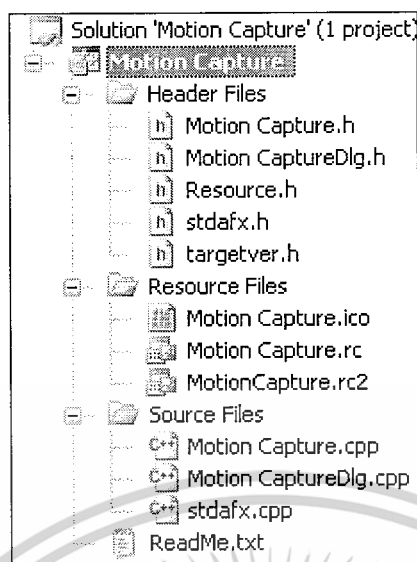 Solution 'Motion Capture' (1 project)
Motion Capture
Header Files
Motion Capture.h
Motion CaptureDlg.h
Resource.h
stdafx.h
targetver.h
Resource Files
Motion Capture.ico
Motion Capture.rc
MotionCapture.rc2
Source Files
Motion Capture.cpp
Motion CaptureDlg.cpp
stdafx.cpp
ReadMe.txt